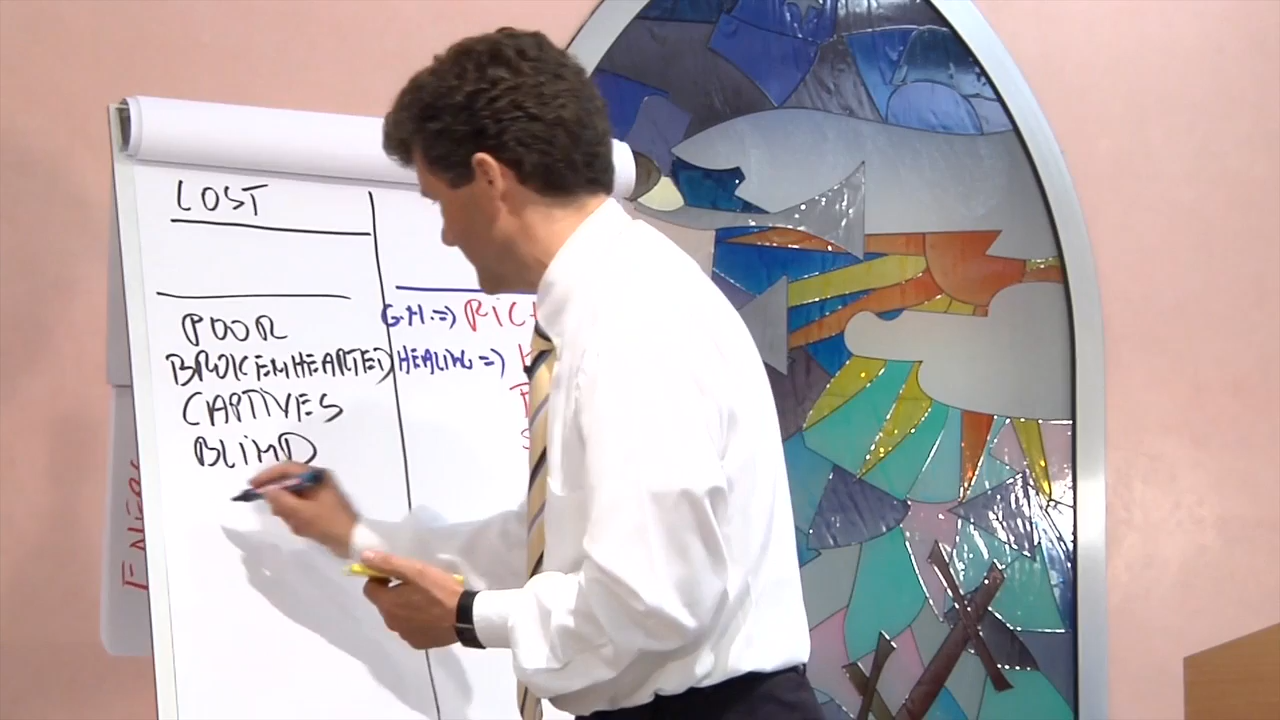 LOST
POOR G.N. => RICH
BROKENHEARTED HEALING =>
CAPTIVES
BLIND